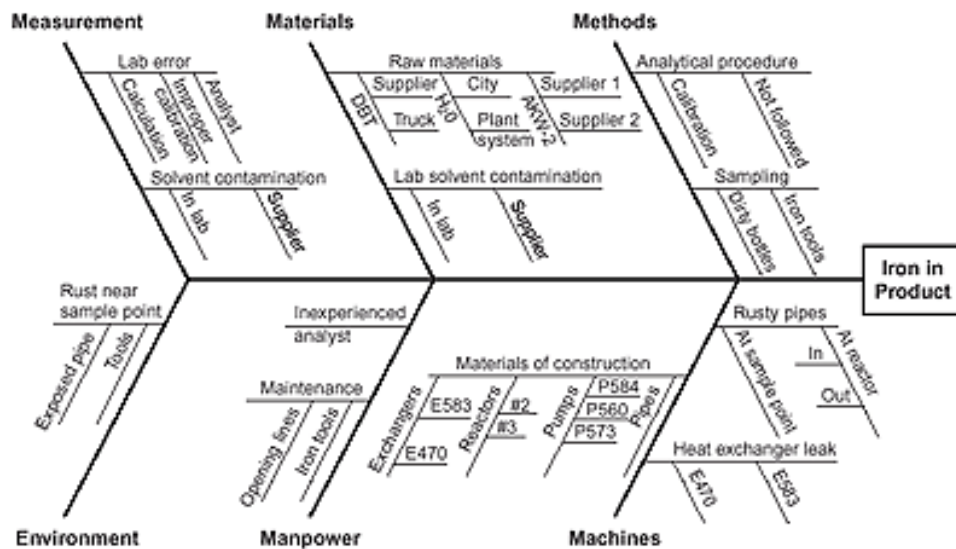 Measurement
Materials
Methods
Lab error
Calculation
Improper
calibration
Analyst
Solvent contamination
In lab
Supplier
Raw materials
DBT
Supplier
Truck
H₂0
City
Plant
system
AKW-2
Supplier 1
Supplier 2
Lab solvent contamination
In lab
Supplier
Analytical procedure
Calibration
Not followed
Sampling
Dirty bottles
Iron tools
Iron in
Product
Rust near
sample point
Exposed pipe
Tools
Inexperienced
analyst
Maintenance
Opening lines
Iron tools
Materials of construction
Exchangers
E583
E470
Reactors
#2
#3
Pumps
P584
P560
P573
Pipes
Rusty pipes
At sample point
At reactor
In
Out
Heat exchanger leak
E470
E583
Environment
Manpower
Machines